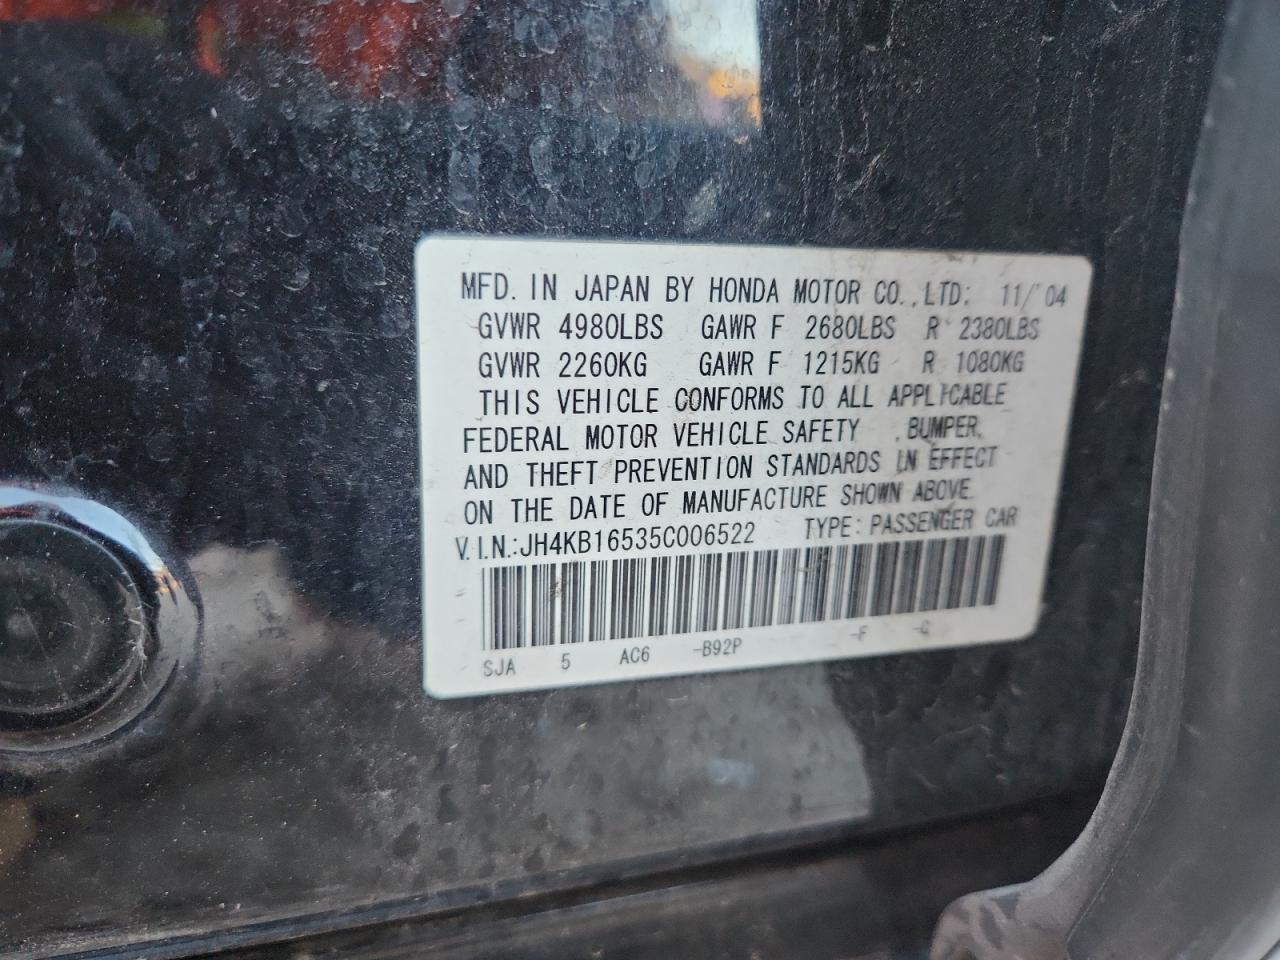 MFD. IN JAPAN BY HONDA MOTOR CO.,LTD: 11/'04
GVWR 4980LBS GAWR F 2680LBS R 2380LBS
GVWR 2260KG GAWR F 1215KG R 1080KG
THIS VEHICLE CONFORMS TO ALL APPLICABLE
FEDERAL MOTOR VEHICLE SAFETY , BUMPER,
AND THEFT PREVENTION STANDARDS IN EFFECT
ON THE DATE OF MANUFACTURE SHOWN ABOVE.
V.I.N.:JH4KB16535C006522 TYPE: PASSENGER CAR
SJA 5 AC6 -B92P -F -C